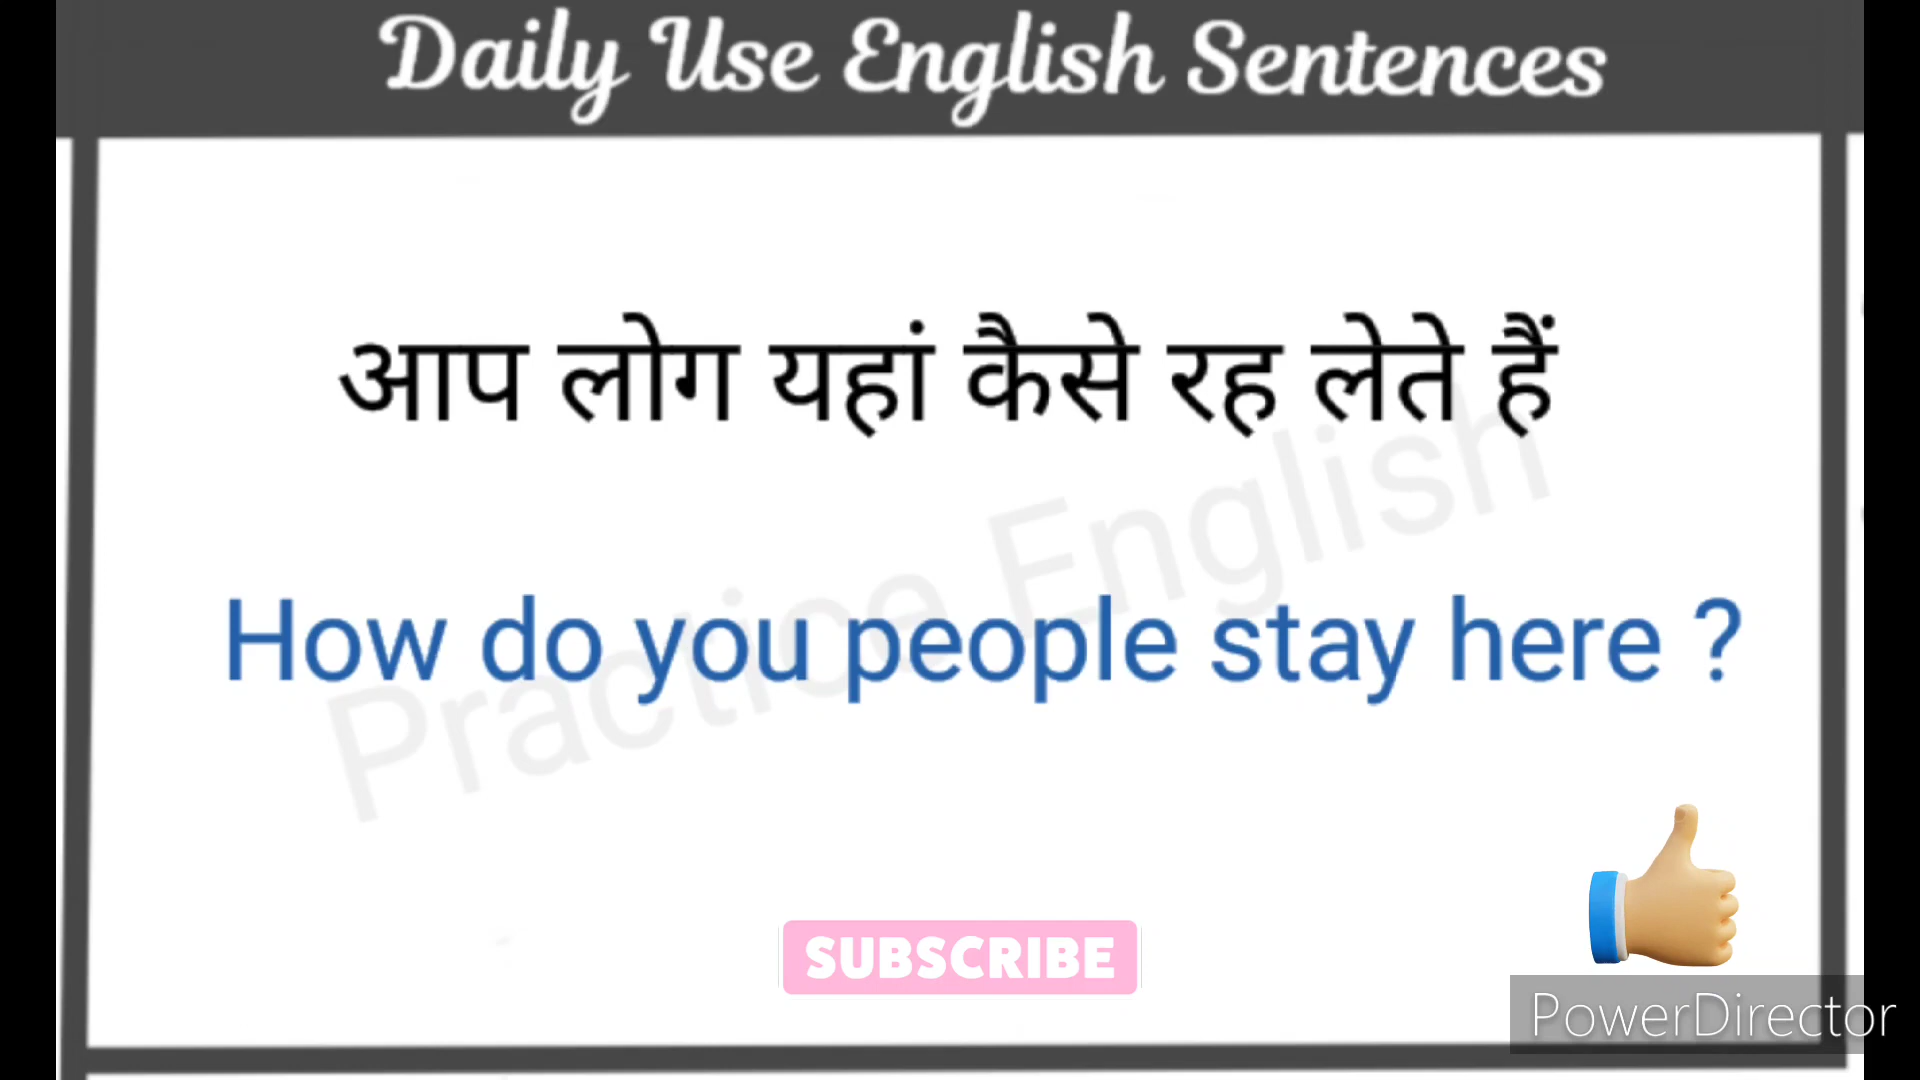 Daily Use English Sentences
आप लोग यहां कैसे रह लेते हैं
How do you people stay here ?
Practice English
SUBSCRIBE
PowerDirector